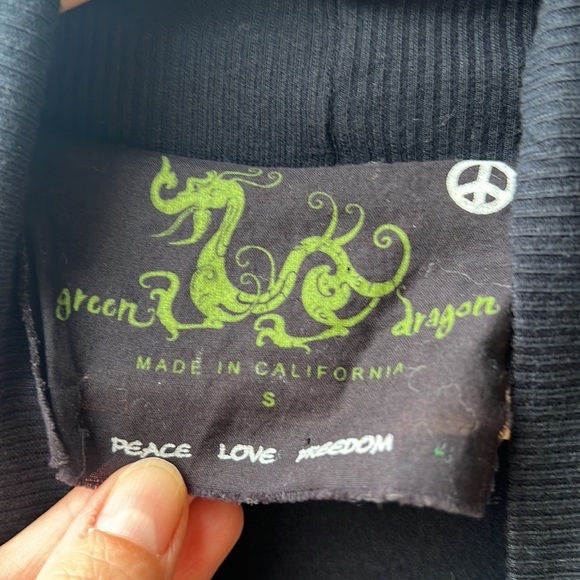 green dragon
MADE IN CALIFORNIA
S
PEACE LOVE FREEDOM